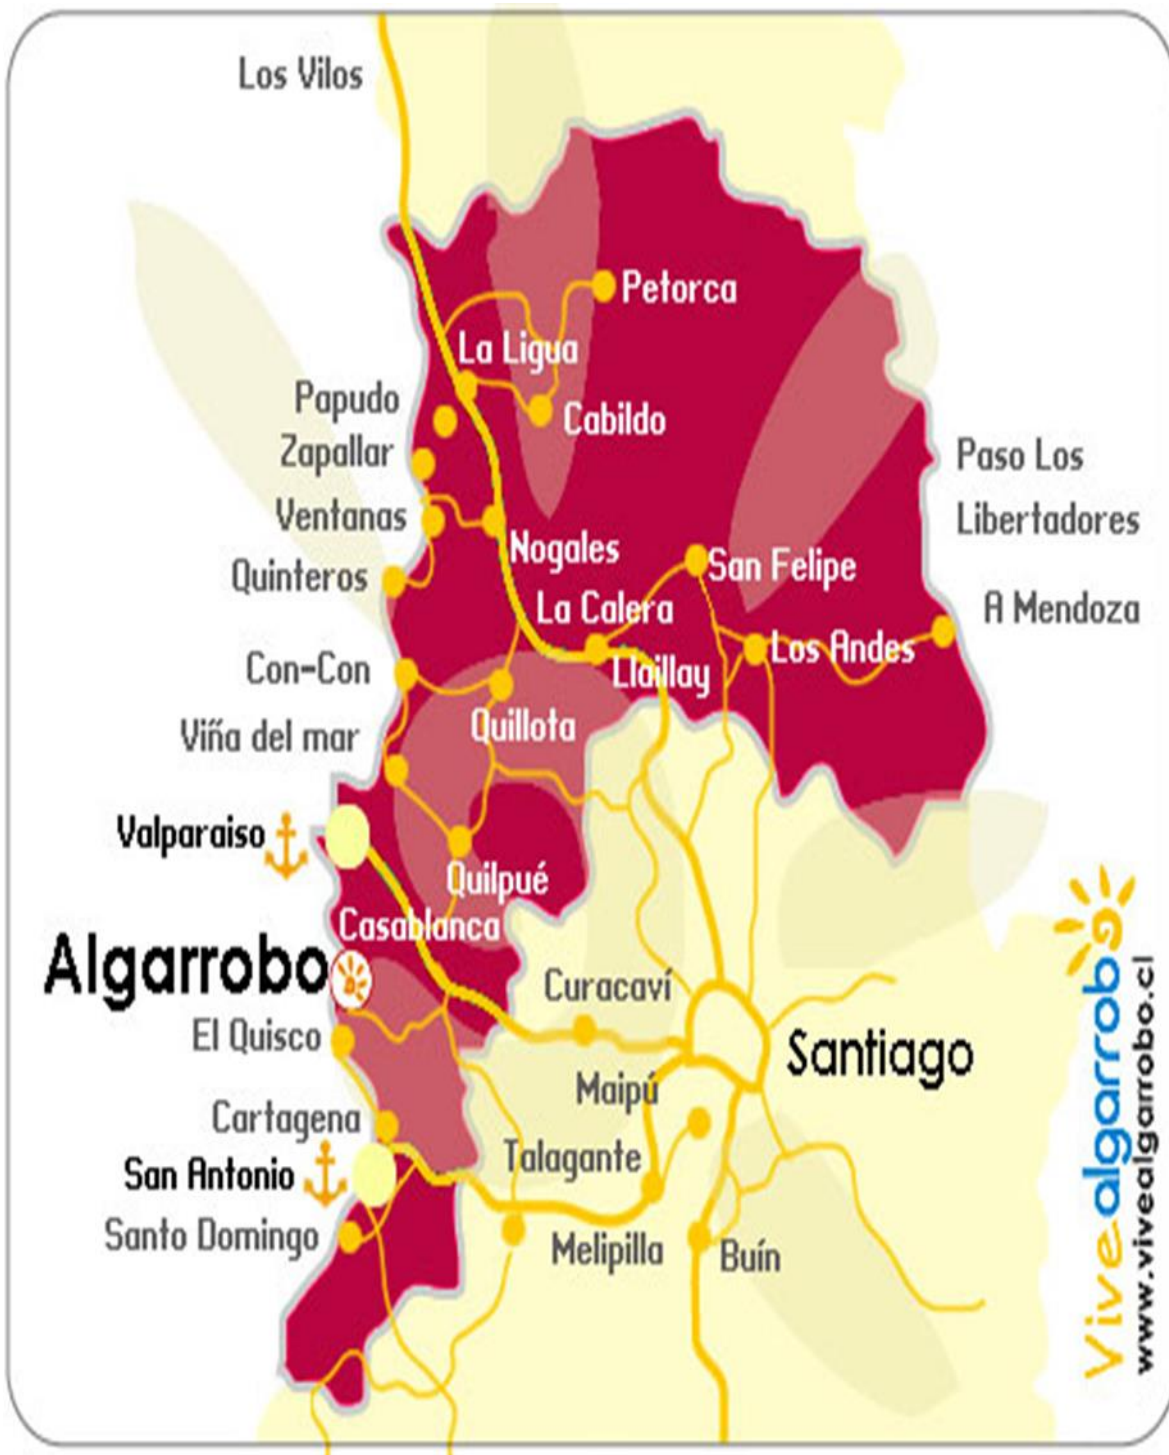 Los Vilos
Petorca
La Ligua
Papudo
Cabildo
Zapallar
Paso Los
Libertadores
Ventanas
Nogales
San Felipe
Quinteros
La Calera
A Mendoza
Los Andes
Con-Con
Llaillay
Quillota
Viña del mar
Valparaiso
Quilpué
Casablanca
Algarrobo
Curacaví
El Quisco
Santiago
Maipú
Cartagena
Talagante
San Antonio
Santo Domingo
Melipilla
Buín
Vive algarrobo
www.vivealgarrobo.cl